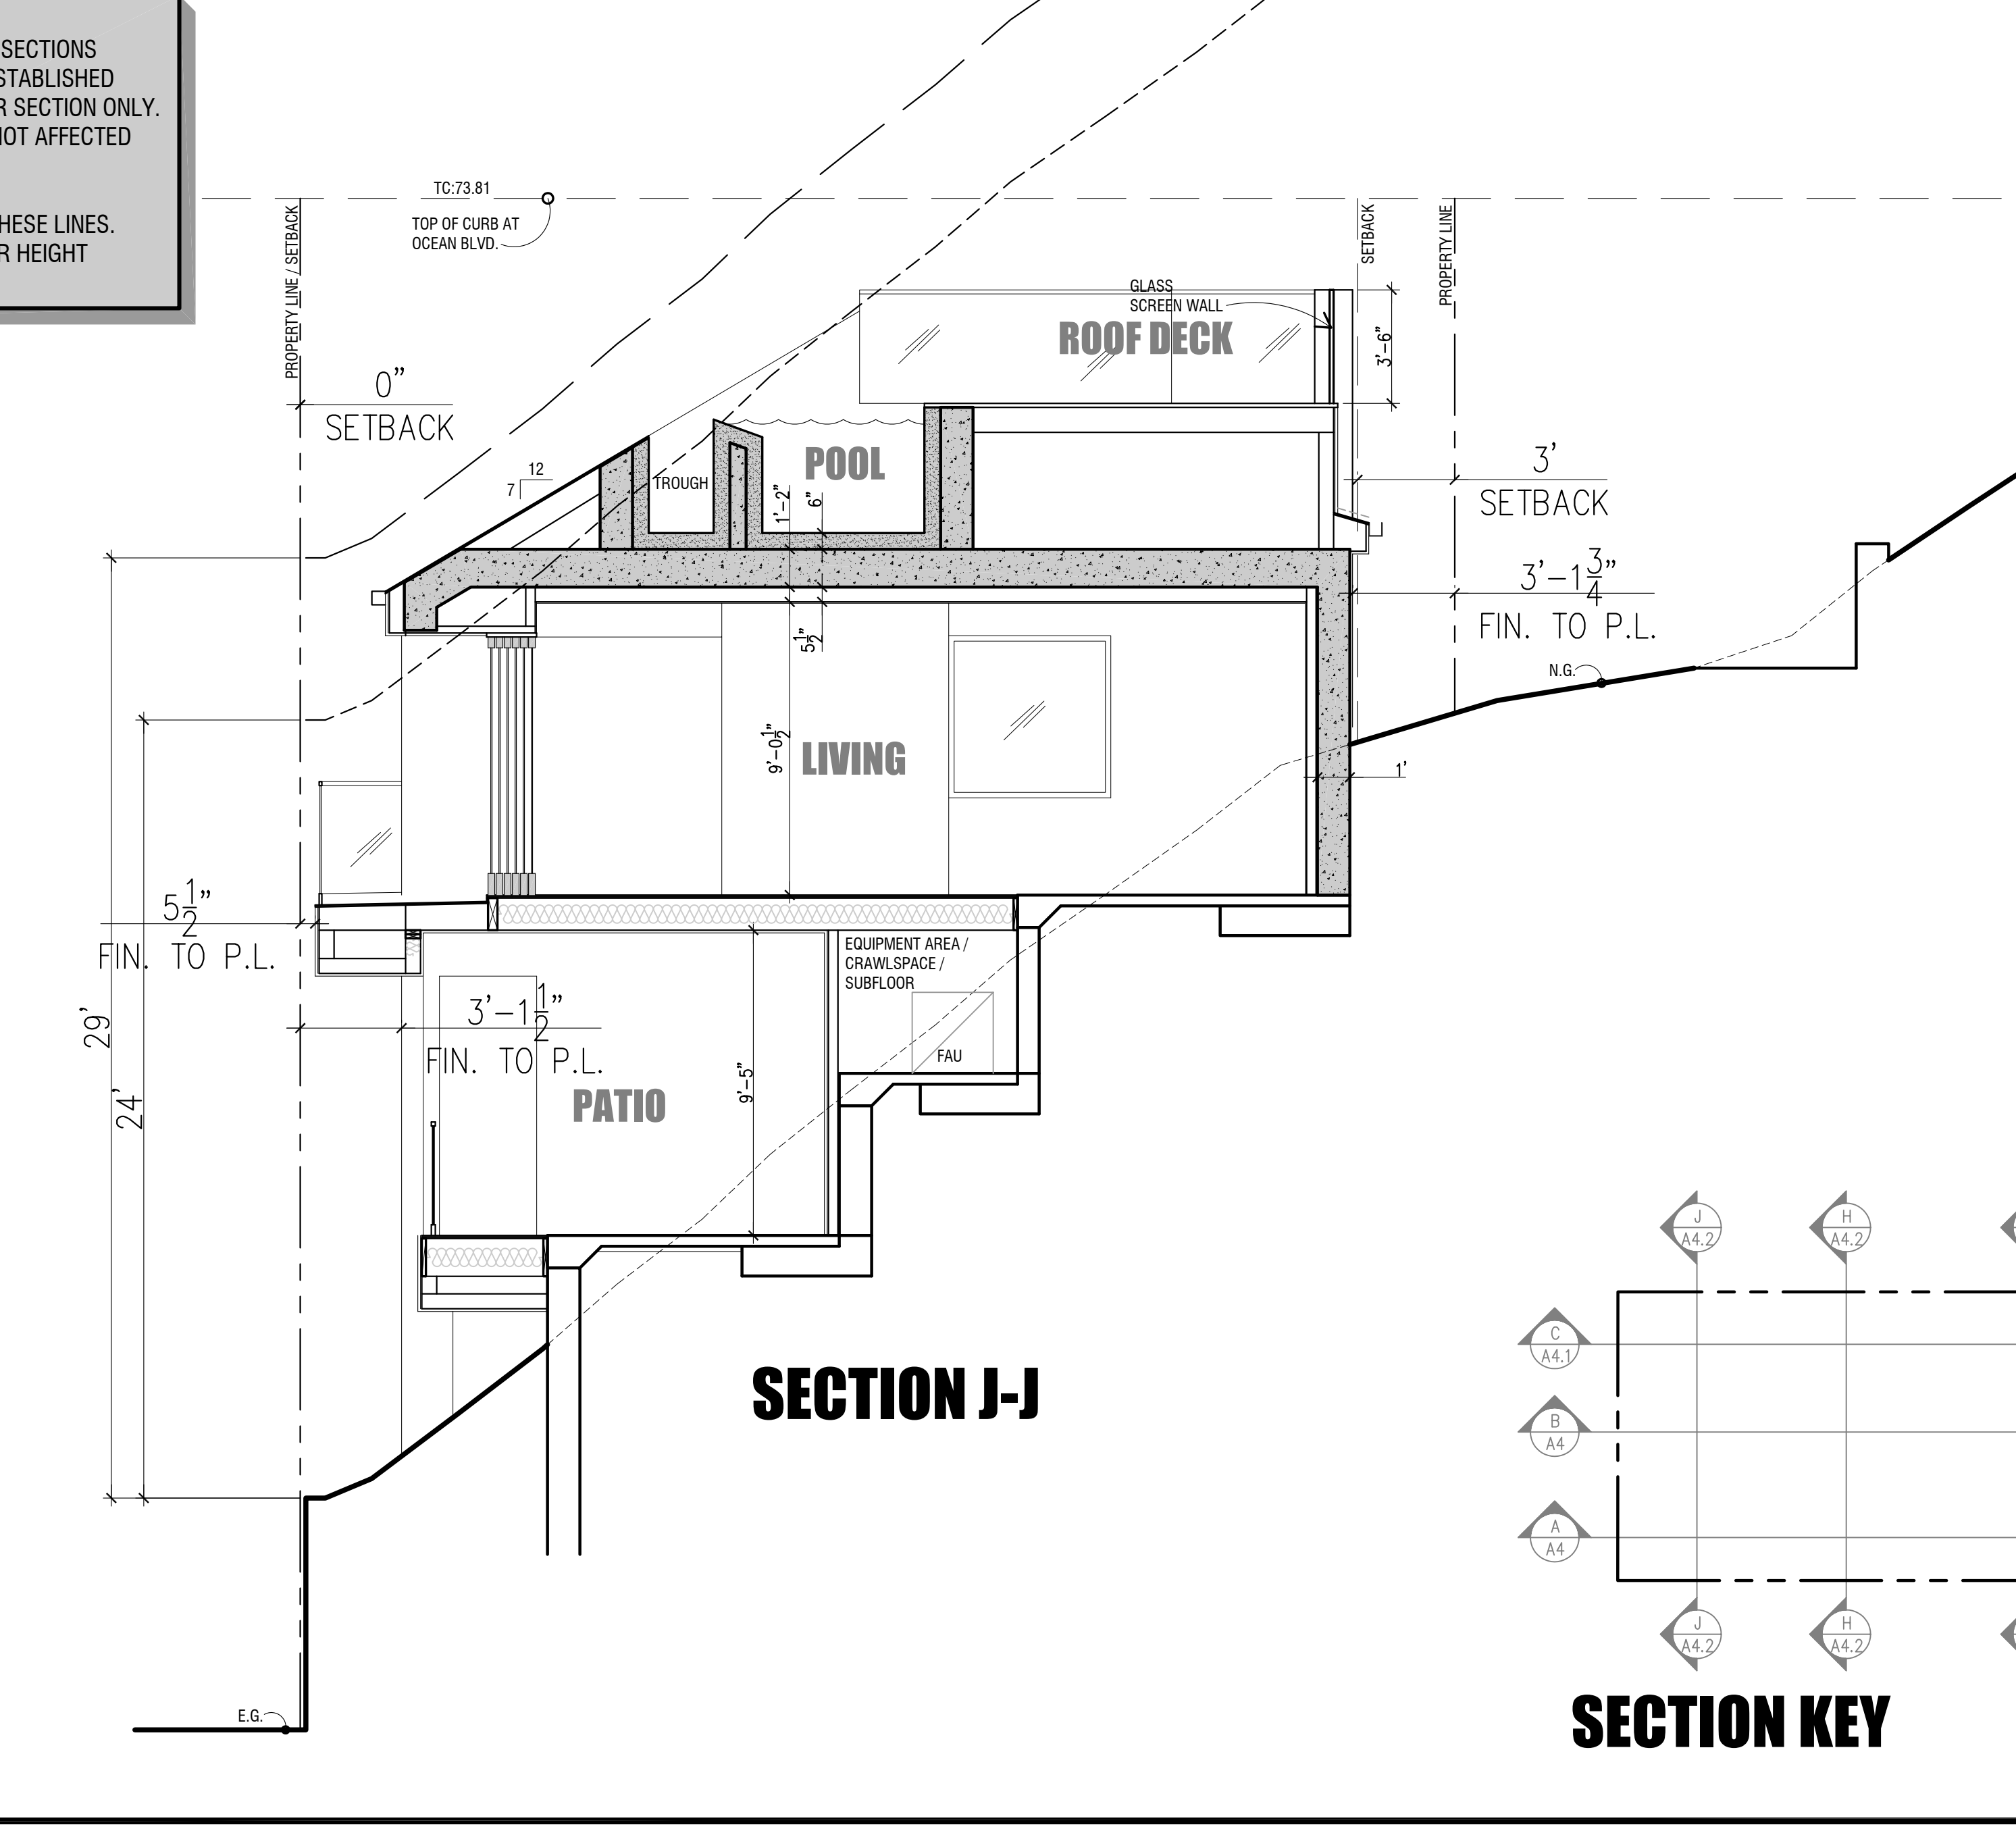 SECTIONS
STABLISHED
R SECTION ONLY.
NOT AFFECTED
HESE LINES.
R HEIGHT
TC:73.81
TOP OF CURB AT
OCEAN BLVD.
PROPERTY LINE / SETBACK
SETBACK
PROPERTY LINE
GLASS
SCREEN WALL
ROOF DECK
3'-6"
0"
SETBACK
12
7
TROUGH
POOL
1'-2"
6"
3'
SETBACK
3'-1 3/4"
FIN. TO P.L.
5 1/2"
N.G.
9'-0 1/2"
LIVING
1'
5 1/2"
FIN. TO P.L.
EQUIPMENT AREA /
CRAWLSPACE /
SUBFLOOR
FAU
3'-1 1/2"
FIN. TO P.L.
29'
24'
9'-5"
PATIO
SECTION J-J
J
A4.2
H
A4.2
C
A4.1
B
A4
A
A4
J
A4.2
H
A4.2
E.G.
SECTION KEY